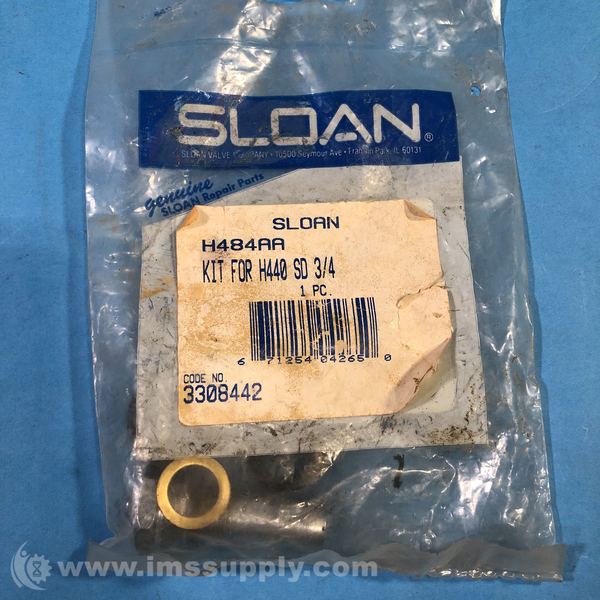 SLOAN®
SLOAN VALVE COMPANY • 10500 Seymour Ave • Franklin Park, IL 60131
genuine
SLOAN Repair Parts
SLOAN
H484AA
KIT FOR H440 SD 3/4
1 PC.
6 71254 04265 0
CODE NO.
3308442
www.imssupply.com